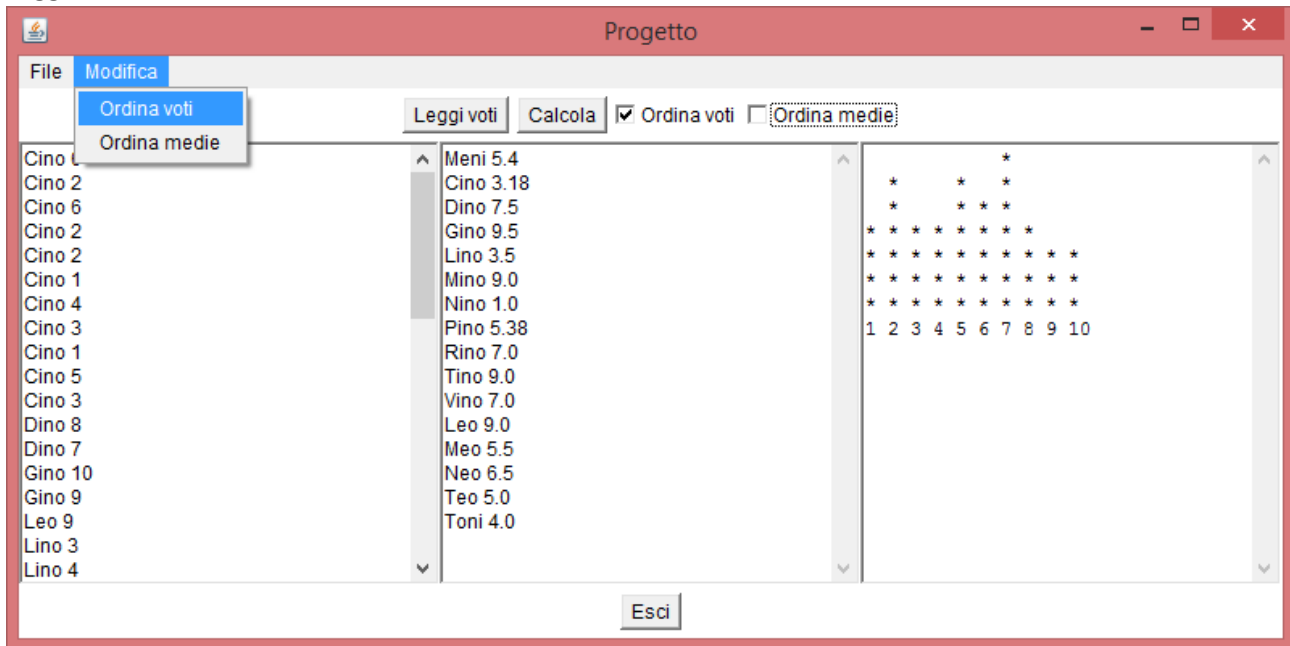 Progetto
File Modifica
Ordina voti
Ordina medie
Leggi voti Calcola Ordina voti Ordina medie
Cino
Cino 2
Cino 6
Cino 2
Cino 2
Cino 1
Cino 4
Cino 3
Cino 1
Cino 5
Cino 3
Dino 8
Dino 7
Gino 10
Gino 9
Leo 9
Lino 3
Lino 4
Meni 5.4
Cino 3.18
Dino 7.5
Gino 9.5
Lino 3.5
Mino 9.0
Nino 1.0
Pino 5.38
Rino 7.0
Tino 9.0
Vino 7.0
Leo 9.0
Meo 5.5
Neo 6.5
Teo 5.0
Toni 4.0
*
* * *
* * * *
* * * * * * * *
* * * * * * * * * *
* * * * * * * * * *
* * * * * * * * * *
1 2 3 4 5 6 7 8 9 10
Esci